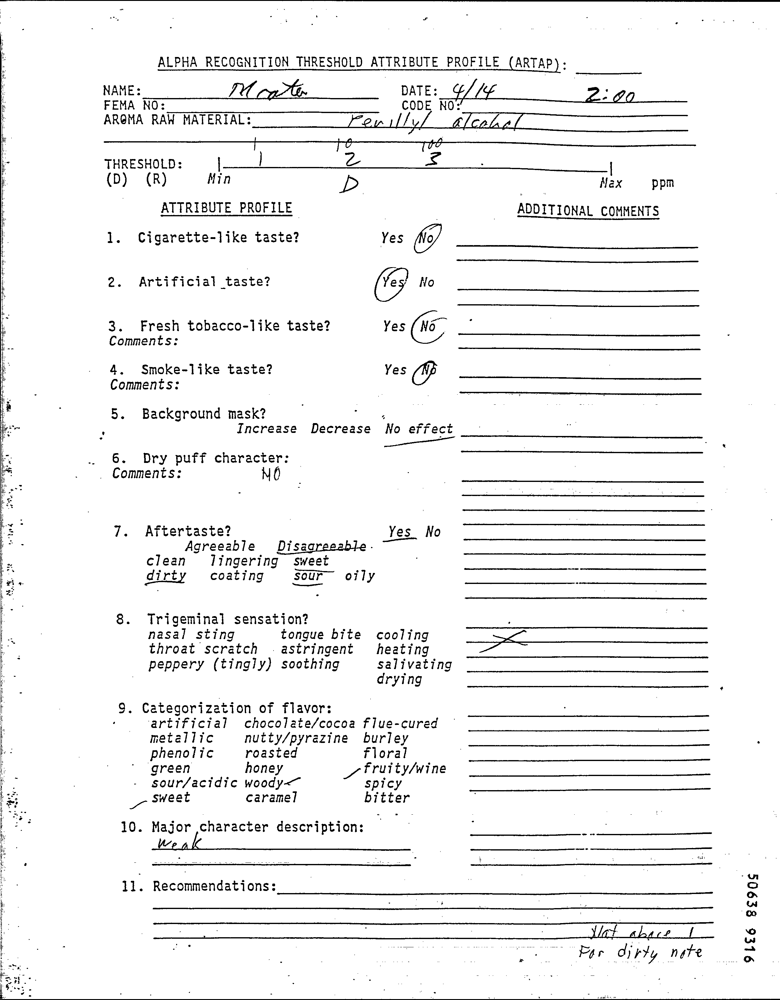 ALPHA RECOGNITION THRESHOLD ATTRIBUTE PROFILE (ARTAP):
NAME:
DATE: 4/14 2:00
FEMA NO:
CODE NO:
AROMA RAW MATERIAL: alcohol
1 10 100
THRESHOLD: 1 2 3
(D) (R) Min D Max ppm
ATTRIBUTE PROFILE
ADDITIONAL COMMENTS
1. Cigarette-like taste? Yes No
2. Artificial taste? Yes No
3. Fresh tobacco-like taste? Yes No
Comments:
4. Smoke-like taste? Yes No
Comments:
5. Background mask?
Increase Decrease No effect
6. Dry puff character:
Comments: NO
7. Aftertaste? Yes No
Agreeable Disagreeable
clean lingering sweet
dirty coating sour oily
8. Trigeminal sensation?
nasal sting tongue bite cooling
throat scratch astringent heating
peppery (tingly) soothing salivating
drying
9. Categorization of flavor:
artificial chocolate/cocoa flue-cured
metallic nutty/pyrazine burley
phenolic roasted floral
green honey fruity/wine
sour/acidic woody spicy
sweet caramel bitter
10. Major character description:
Weak
11. Recommendations:
Not above 1
For dirty note
50638 9316